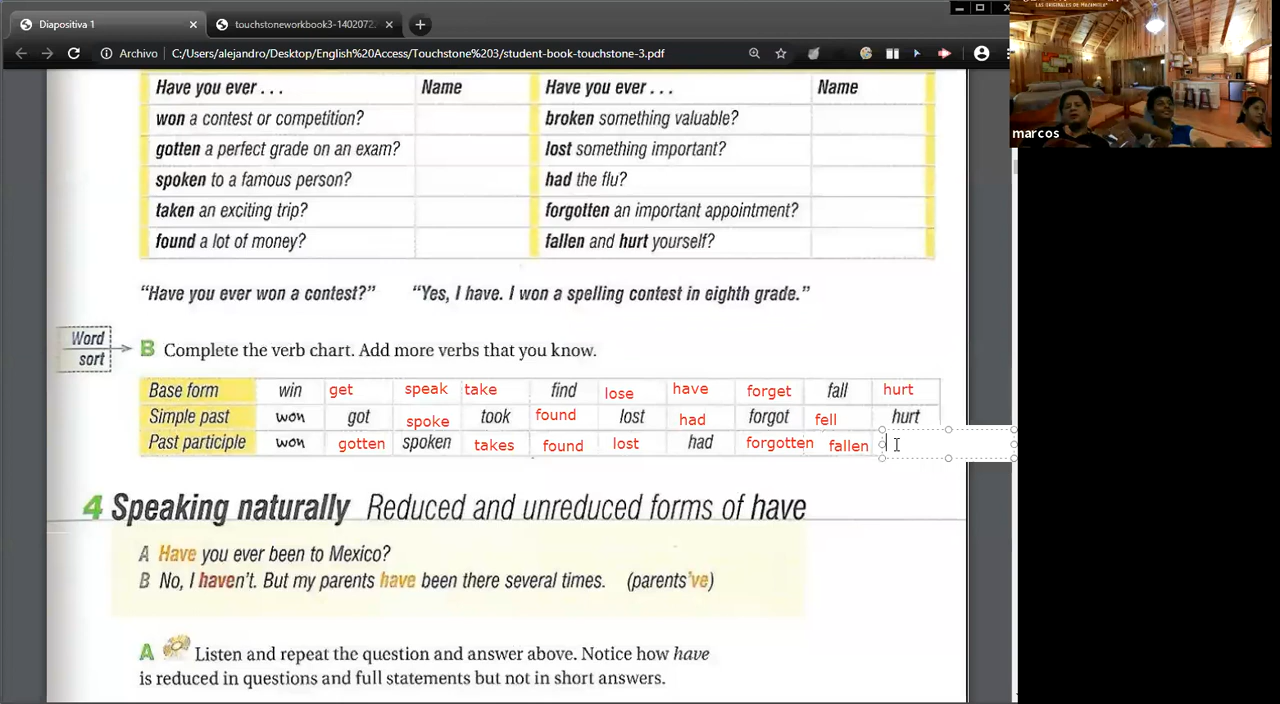 Diapositiva 1
touchstoneworkbook3-1402072
Archivo
C:/Users/alejandro/Desktop/English%20Access/Touchstone%203/student-book-touchstone-3.pdf
LAS ORIGINALES DE MAZAMITLA
marcos
Have you ever . . . Name Have you ever . . . Name
won a contest or competition? broken something valuable?
gotten a perfect grade on an exam? lost something important?
spoken to a famous person? had the flu?
taken an exciting trip? forgotten an important appointment?
found a lot of money? fallen and hurt yourself?
“Have you ever won a contest?” “Yes, I have. I won a spelling contest in eighth grade.”
Word
sort
B Complete the verb chart. Add more verbs that you know.
Base form win get speak take find lose have forget fall hurt
Simple past won got spoke took found lost had forgot fell hurt
Past participle won gotten spoken takes found lost had forgotten fallen
4 Speaking naturally Reduced and unreduced forms of have
A Have you ever been to Mexico?
B No, I haven't. But my parents have been there several times. (parents've)
A Listen and repeat the question and answer above. Notice how have
is reduced in questions and full statements but not in short answers.